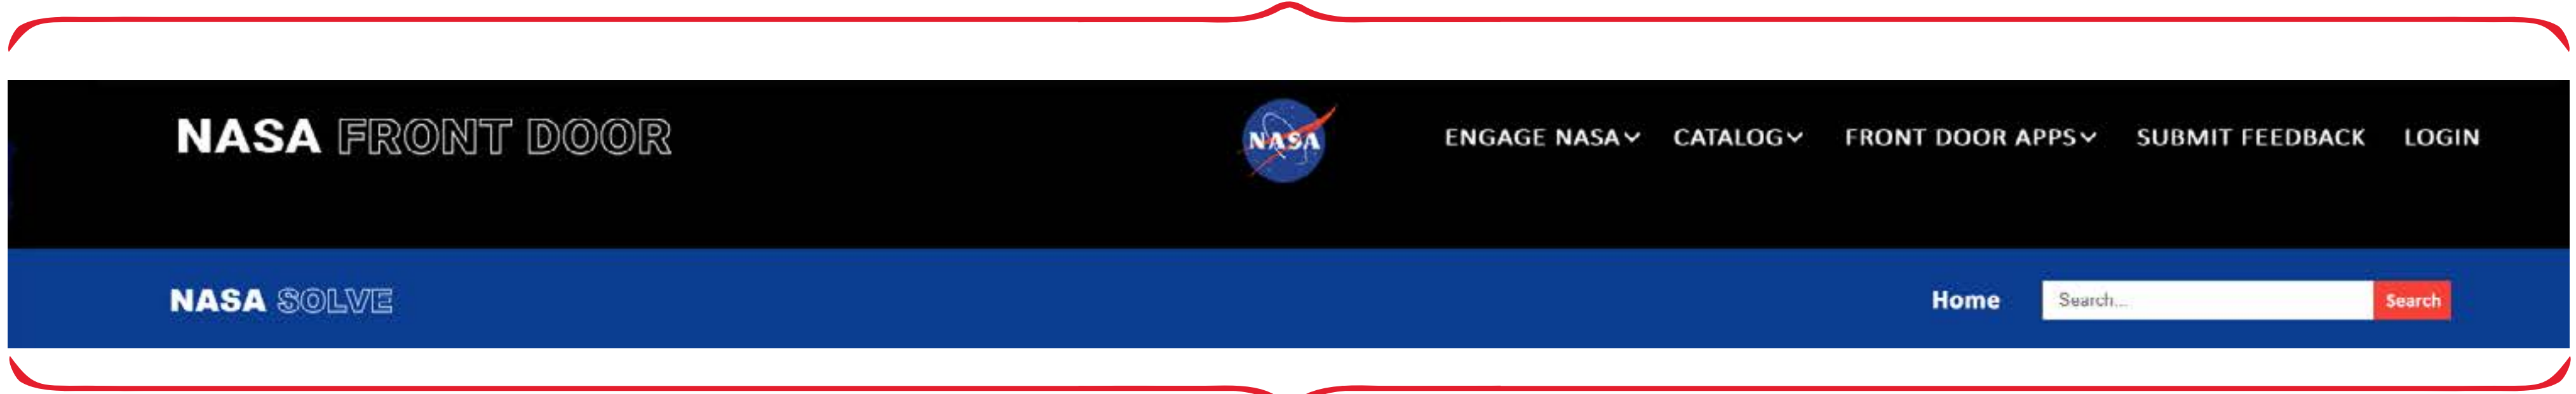 NASA FRONT DOOR
NASA
ENGAGE NASA CATALOG FRONT DOOR APPS SUBMIT FEEDBACK LOGIN
NASA SOLVE
Home Search... Search